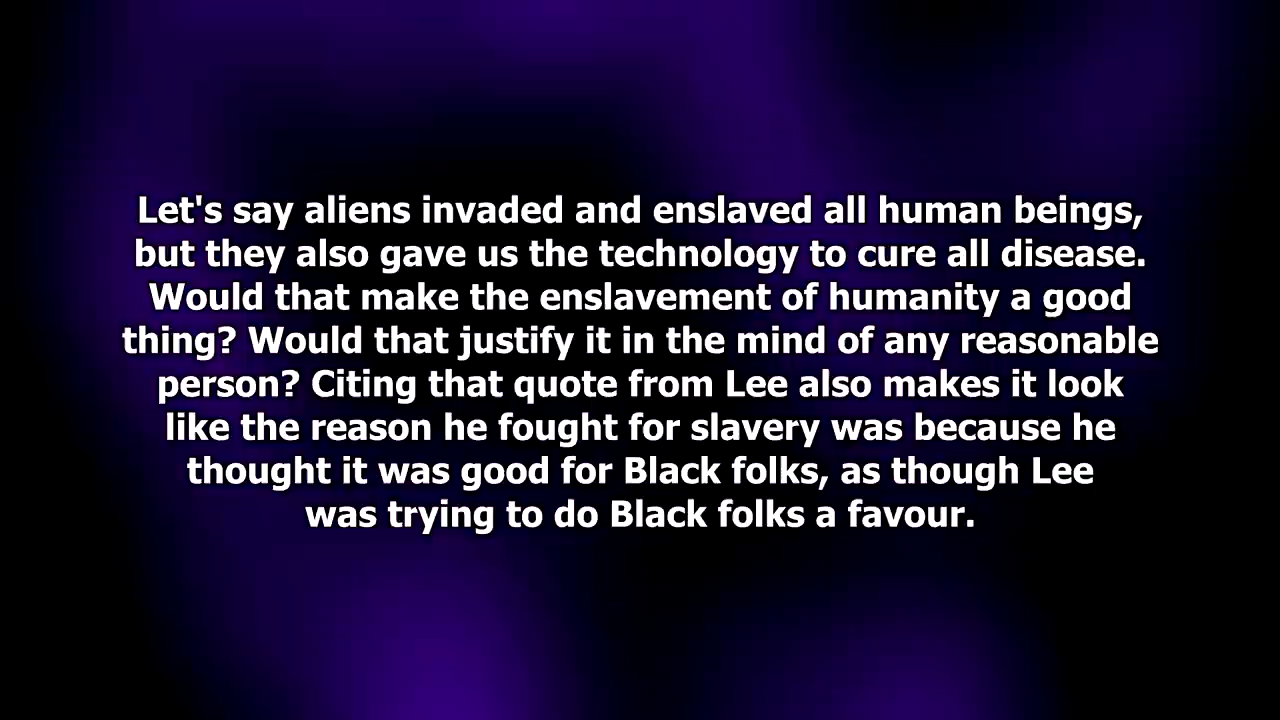 Let's say aliens invaded and enslaved all human beings,
but they also gave us the technology to cure all disease.
Would that make the enslavement of humanity a good
thing? Would that justify it in the mind of any reasonable
person? Citing that quote from Lee also makes it look
like the reason he fought for slavery was because he
thought it was good for Black folks, as though Lee
was trying to do Black folks a favour.